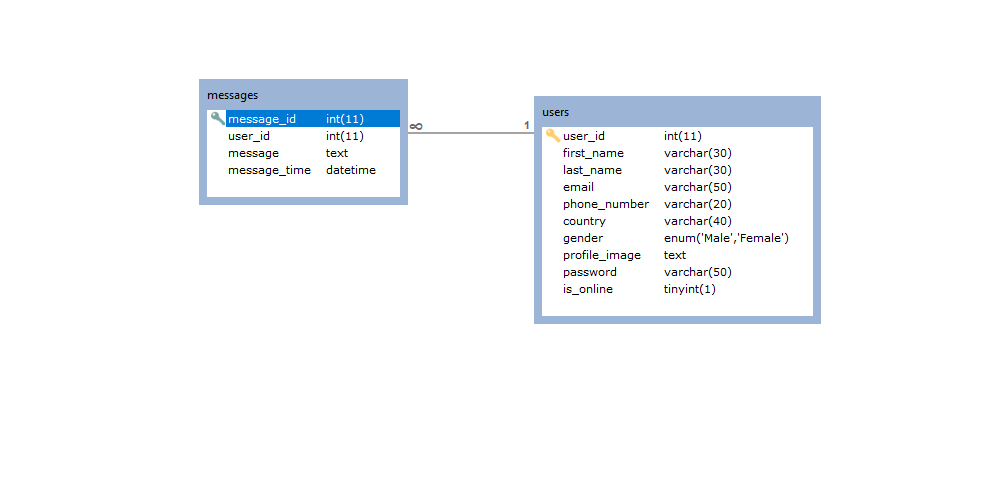 messages
message_id int(11)
user_id int(11)
message text
message_time datetime
∞ 1
users
user_id int(11)
first_name varchar(30)
last_name varchar(30)
email varchar(50)
phone_number varchar(20)
country varchar(40)
gender enum('Male','Female')
profile_image text
password varchar(50)
is_online tinyint(1)